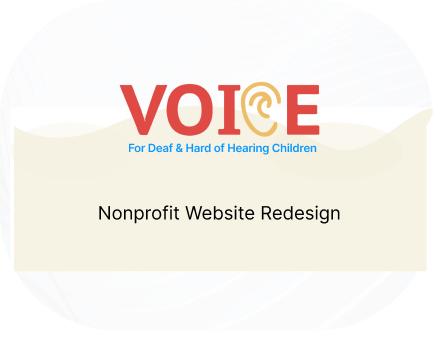 VOICE
For Deaf & Hard of Hearing Children
Nonprofit Website Redesign